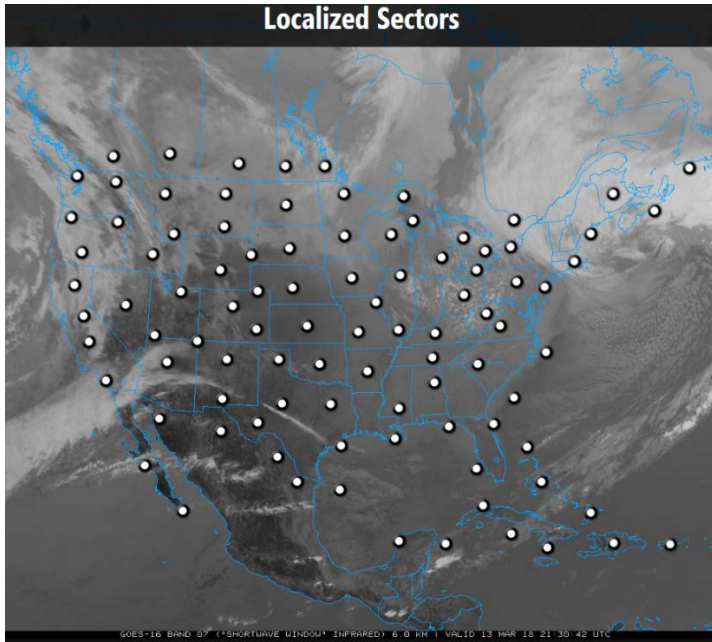 Localized Sectors
GOES-16 BAND 07 ("SHORTWAVE WINDOW" INFRARED) 6.0 KM | VALID 13 MAR 18 21:30:42 UTC